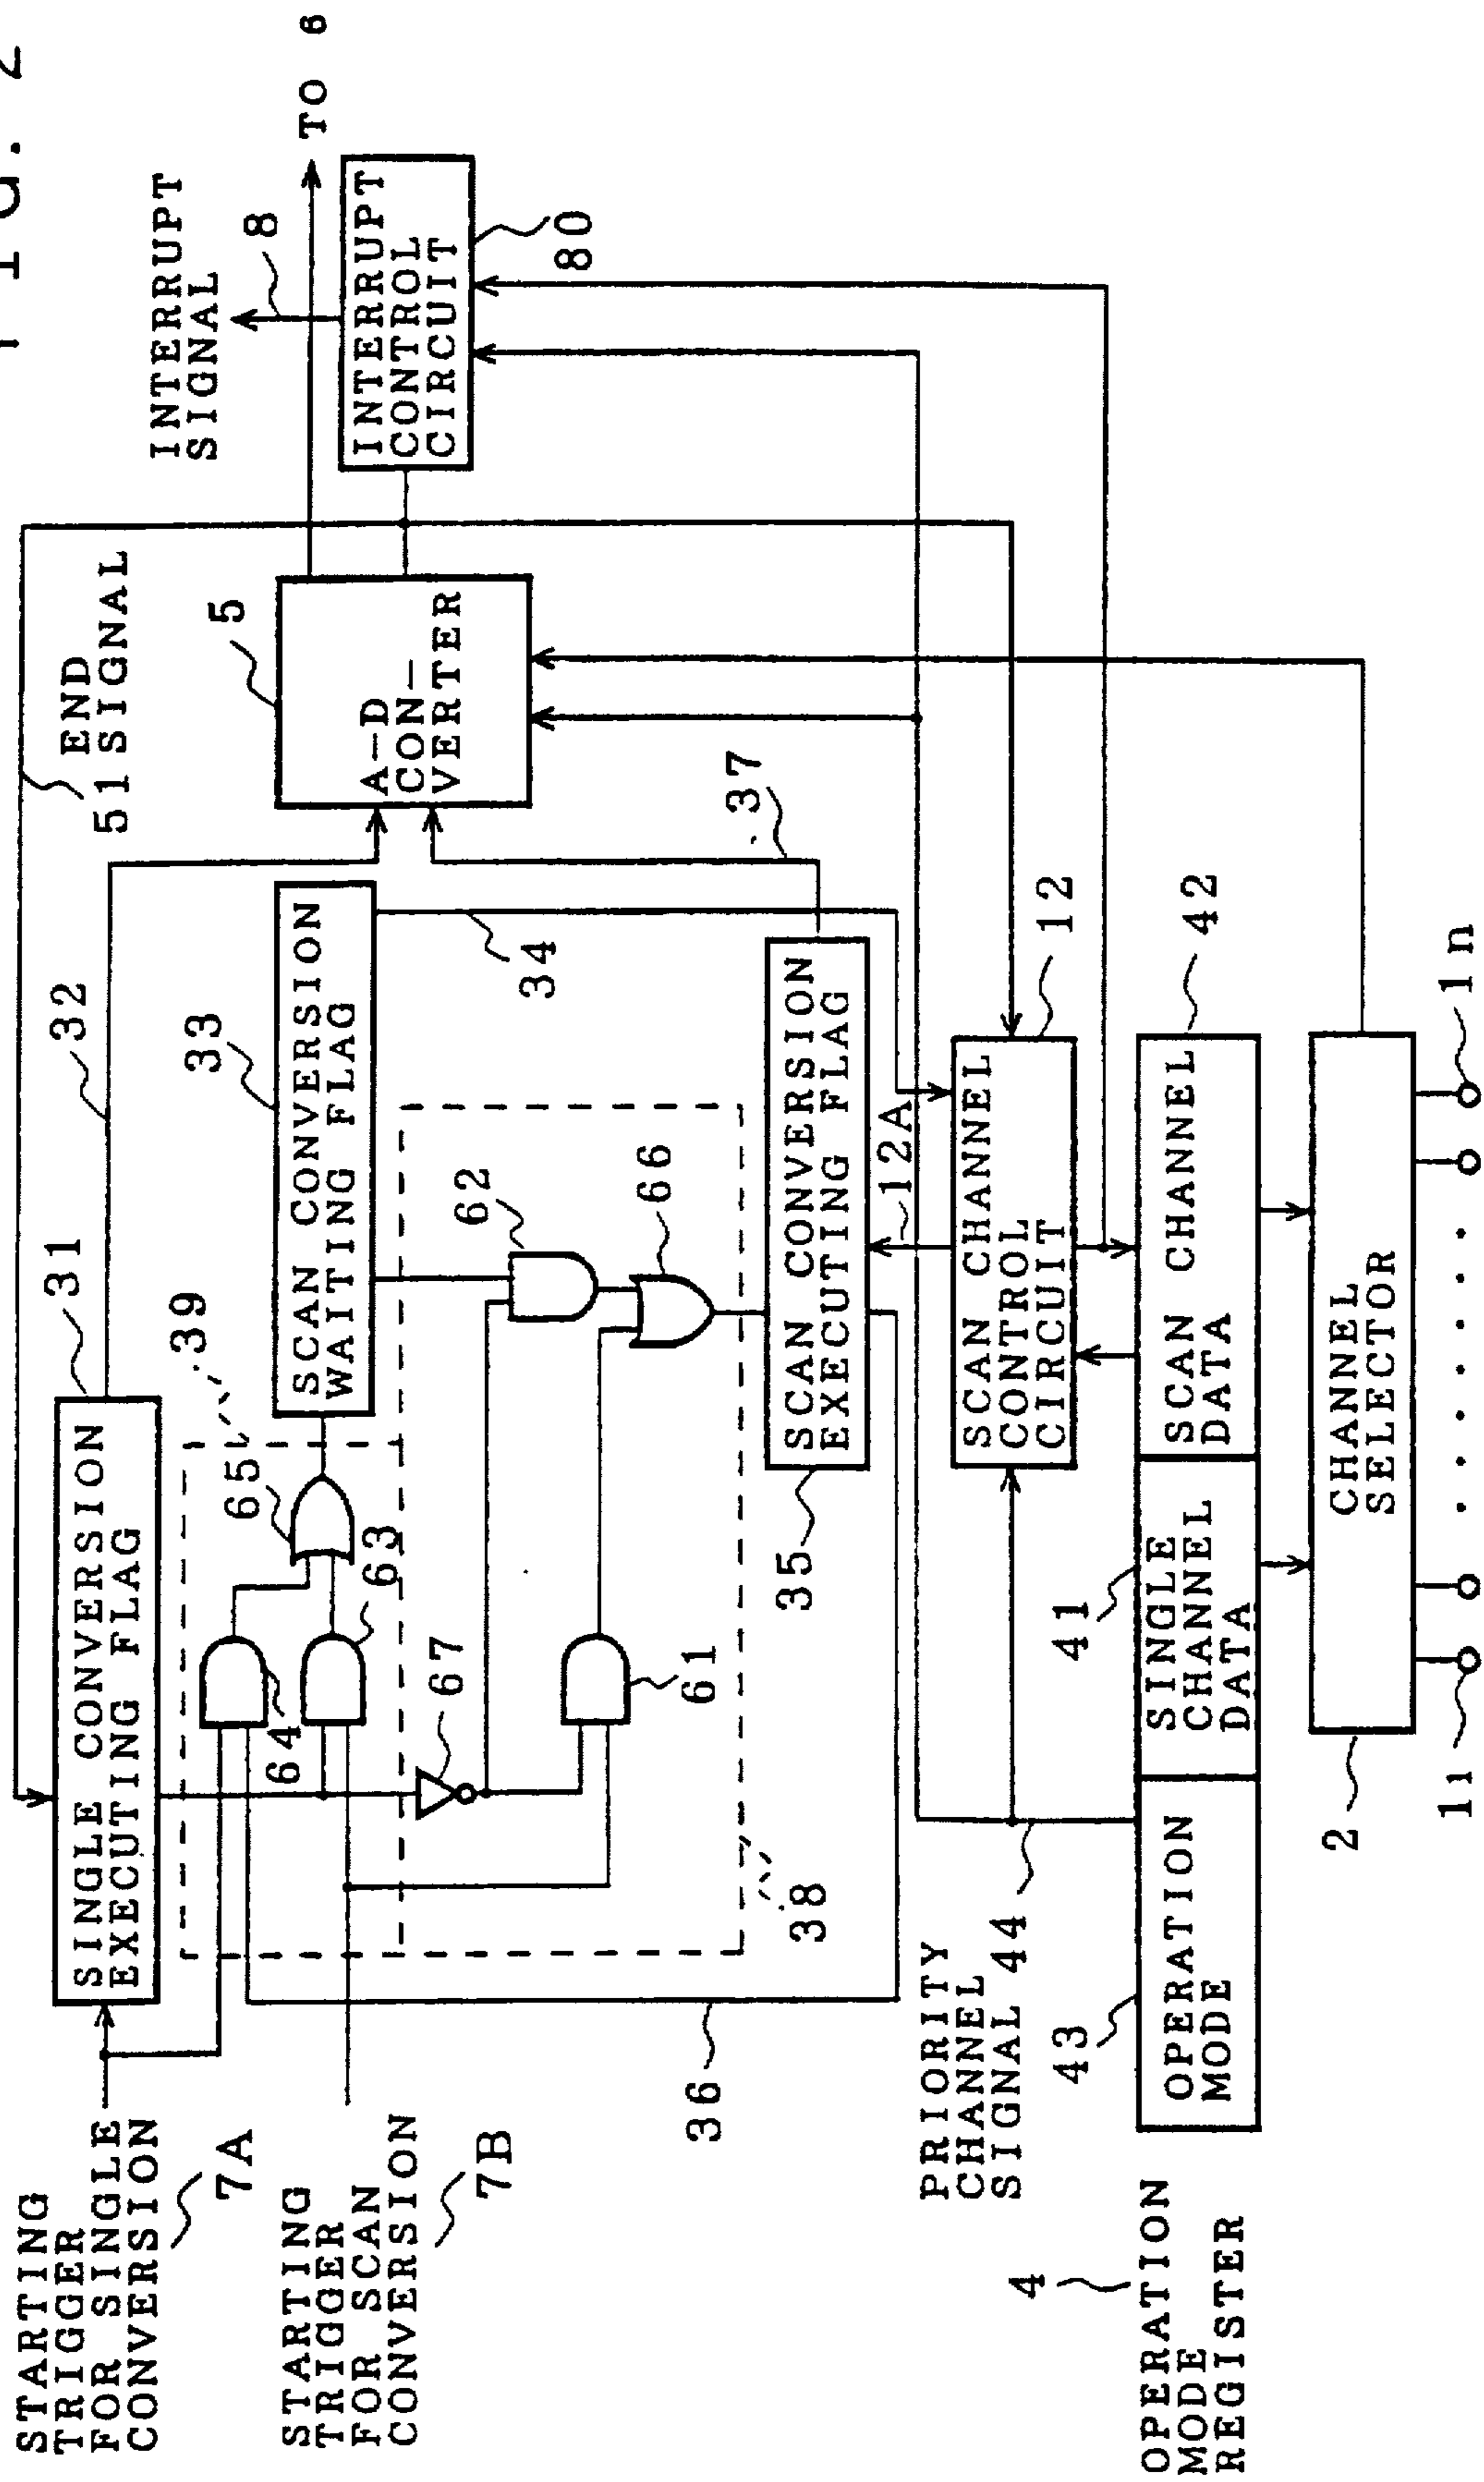 FIG. 2
STARTING
TRIGGER
FOR SINGLE
CONVERSION
7A
STARTING
TRIGGER
FOR SCAN
CONVERSION
7B
SINGLE CONVERSION
EXECUTING FLAG
31
32
END
SIGNAL
51
INTERRUPT
SIGNAL
8
TO 6
39
65
64
63
SCAN CONVERSION
WAITING FLAG
33
34
A-D
CON-
VERTER
5
INTERRUPT
CONTROL
CIRCUIT
80
67
62
66
61
38
36
37
SCAN CONVERSION
EXECUTING FLAG
35
12A
SCAN CHANNEL
CONTROL
CIRCUIT
12
PRIORITY
CHANNEL
SIGNAL 44
OPERATION
MODE
REGISTER
4
OPERATION
MODE
43
SINGLE
CHANNEL
DATA
41
SCAN CHANNEL
DATA
42
CHANNEL
SELECTOR
2
11
1n